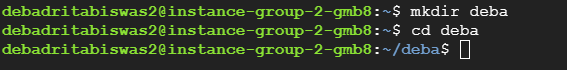 debadritabiswas2@instance-group-2-gmb8:~$ mkdir deba
debadritabiswas2@instance-group-2-gmb8:~$ cd deba
debadritabiswas2@instance-group-2-gmb8:~/deba$